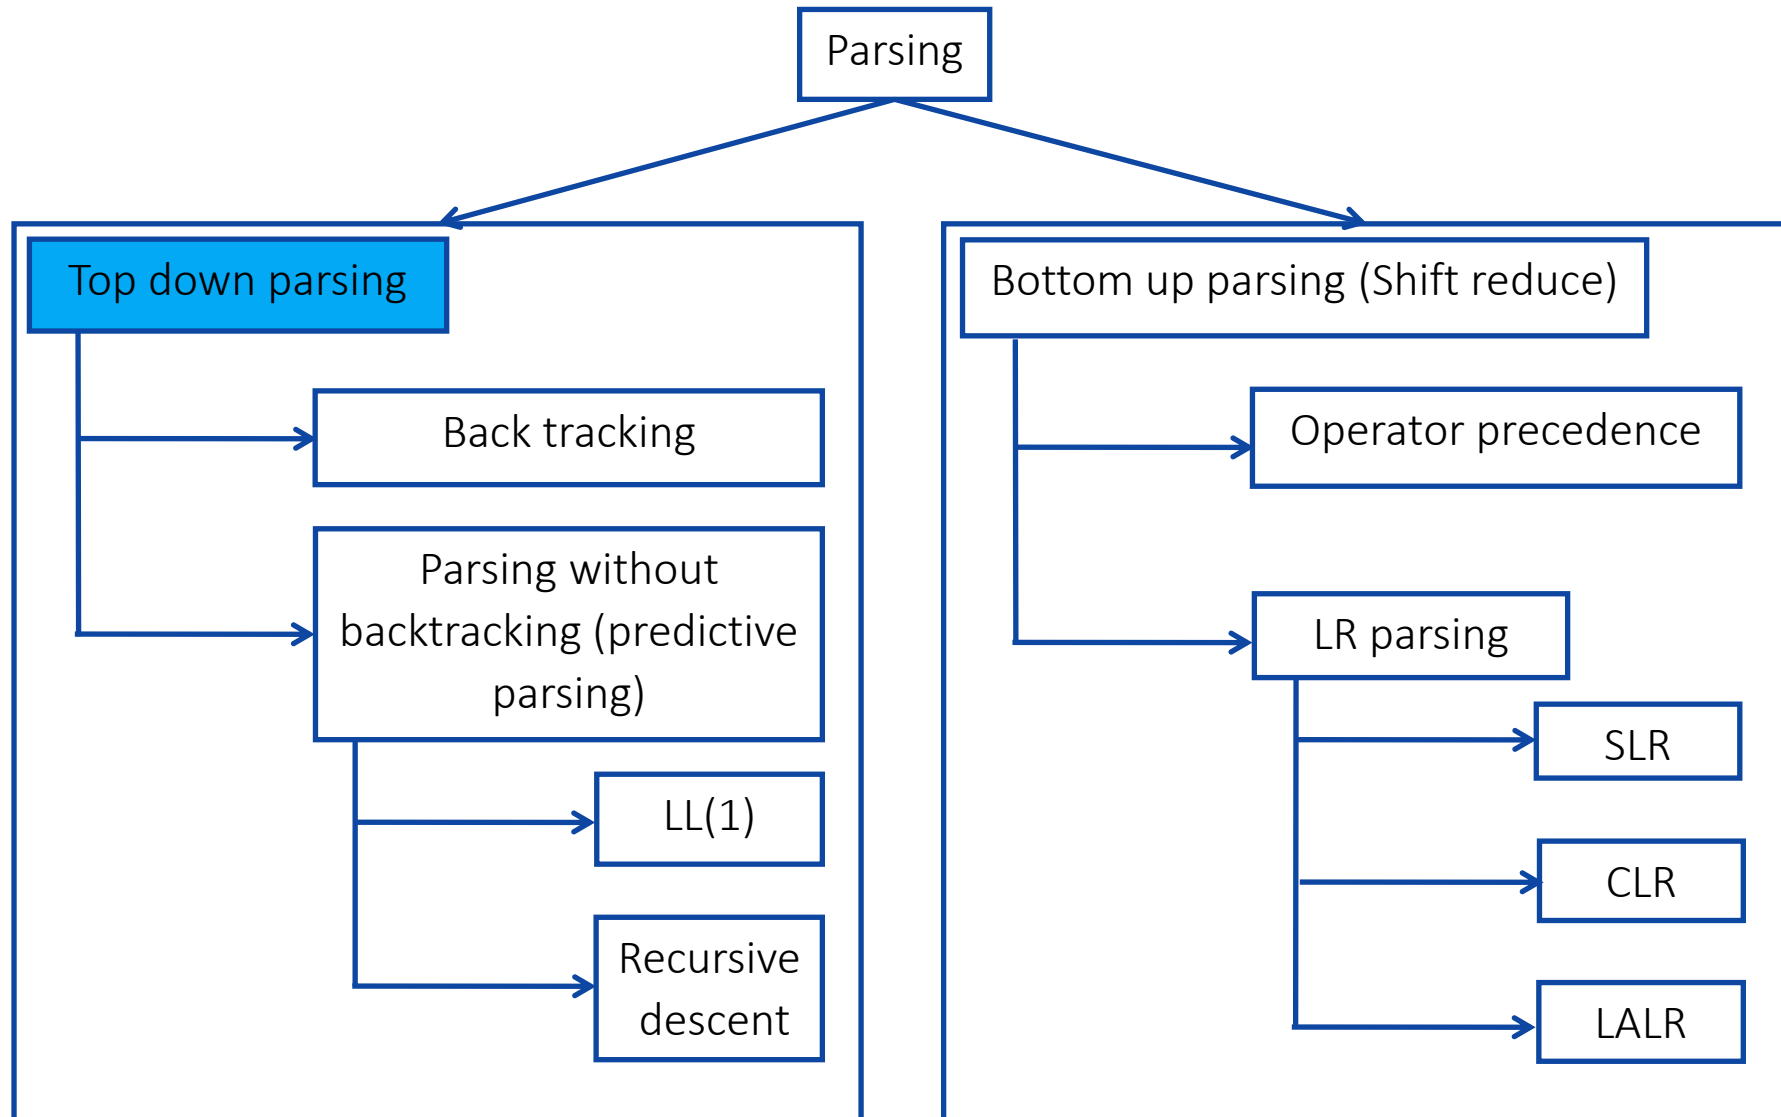 Parsing
Top down parsing
Back tracking
Parsing without
backtracking (predictive
parsing)
LL(1)
Recursive
descent
Bottom up parsing (Shift reduce)
Operator precedence
LR parsing
SLR
CLR
LALR